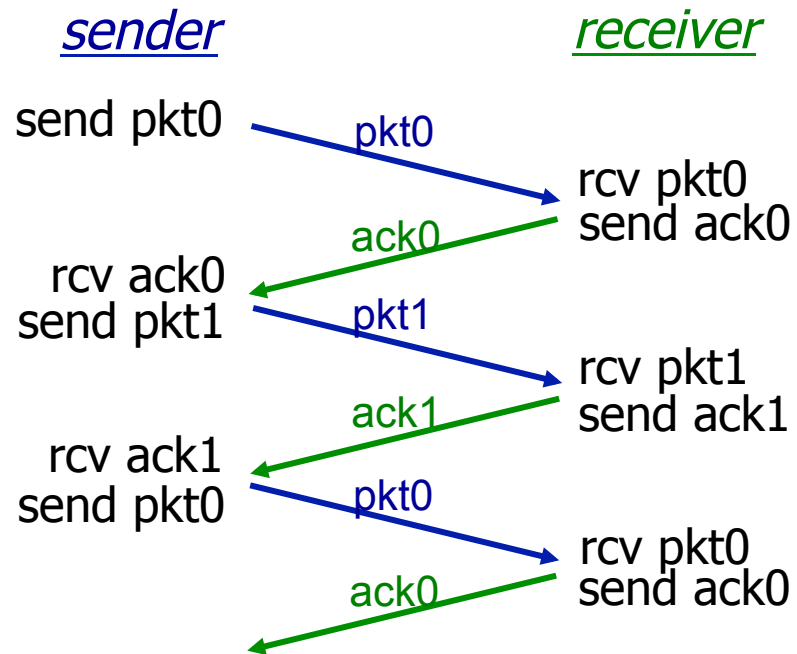 sender
receiver
send pkt0
pkt0
rcv pkt0
send ack0
ack0
rcv ack0
send pkt1
pkt1
rcv pkt1
send ack1
ack1
rcv ack1
send pkt0
pkt0
rcv pkt0
send ack0
ack0